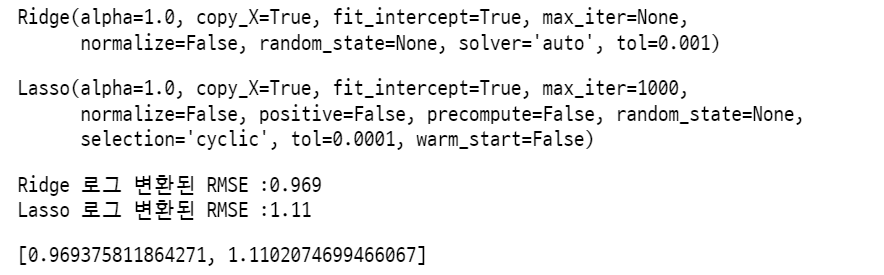 Ridge(alpha=1.0, copy_X=True, fit_intercept=True, max_iter=None,
normalize=False, random_state=None, solver='auto', tol=0.001)
Lasso(alpha=1.0, copy_X=True, fit_intercept=True, max_iter=1000,
normalize=False, positive=False, precompute=False, random_state=None,
selection='cyclic', tol=0.0001, warm_start=False)
Ridge 로그 변환된 RMSE :0.969
Lasso 로그 변환된 RMSE :1.11
[0.969375811864271, 1.1102074699466067]